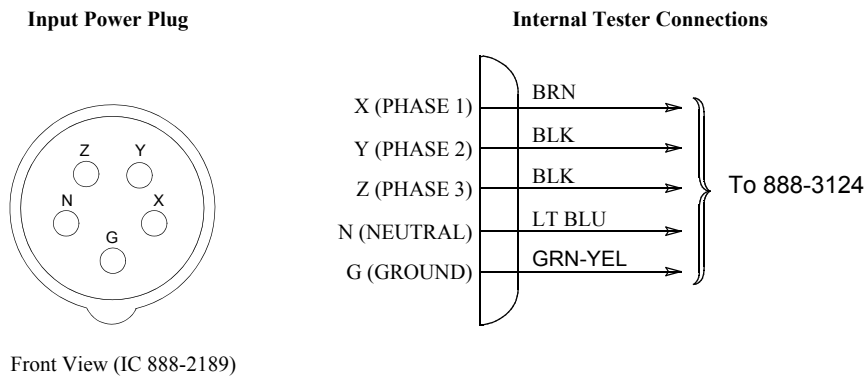 Input Power Plug
Internal Tester Connections
Z Y
N X
G
Front View (IC 888-2189)
X (PHASE 1) BRN
Y (PHASE 2) BLK
Z (PHASE 3) BLK
N (NEUTRAL) LT BLU
G (GROUND) GRN-YEL
To 888-3124